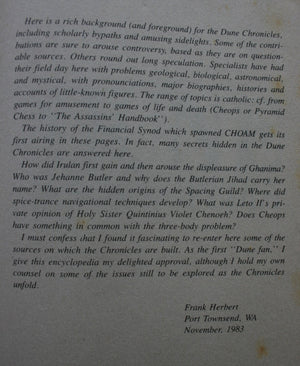 Here is a rich background (and foreground) for the Dune Chronicles,
including scholarly bypaths and amusing sidelights. Some of the contri-
butions are sure to arouse controversy, based as they are on question-
able sources. Others round out long speculation. Specialists have had
their field day here with problems geological, biological, astronomical,
and mystical, with pronounciations, major biographies, histories and
accounts of little-known figures. The range of topics is catholic: cf. from
games for amusement to games of life and death (Cheops or Pyramid
Chess to "The Assassins' Handbook").
The history of the Financial Synod which spawned CHOAM gets its
first airing in these pages. In fact, many secrets hidden in the Dune
Chronicles are answered here.
How did Irulan first gain and then arouse the displeasure of Ghanima?
Who was Jehanne Butler and why does the Butlerian Jihad carry her
name? What are the hidden origins of the Spacing Guild? Where did
spice-trance navigational techniques develop? What was Leto II's pri-
vate opinion of Holy Sister Quintinius Violet Chenoeh? Does Cheops
have something in common with the three-body problem?
I must confess that I found it fascinating to re-enter here some of the
sources on which the Chronicles are built. As the first "Dune fan," I
give this encyclopedia my delighted approval, although I hold my own
counsel on some of the issues still to be explored as the Chronicles
unfold.
Frank Herbert
Port Townsend, WA
November, 1983